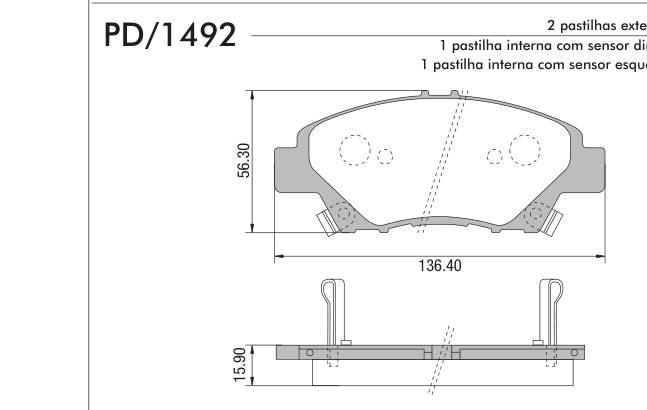 PD/1492
2 pastilhas exte
1 pastilha interna com sensor di
1 pastilha interna com sensor esqu
56.30
136.40
15.90